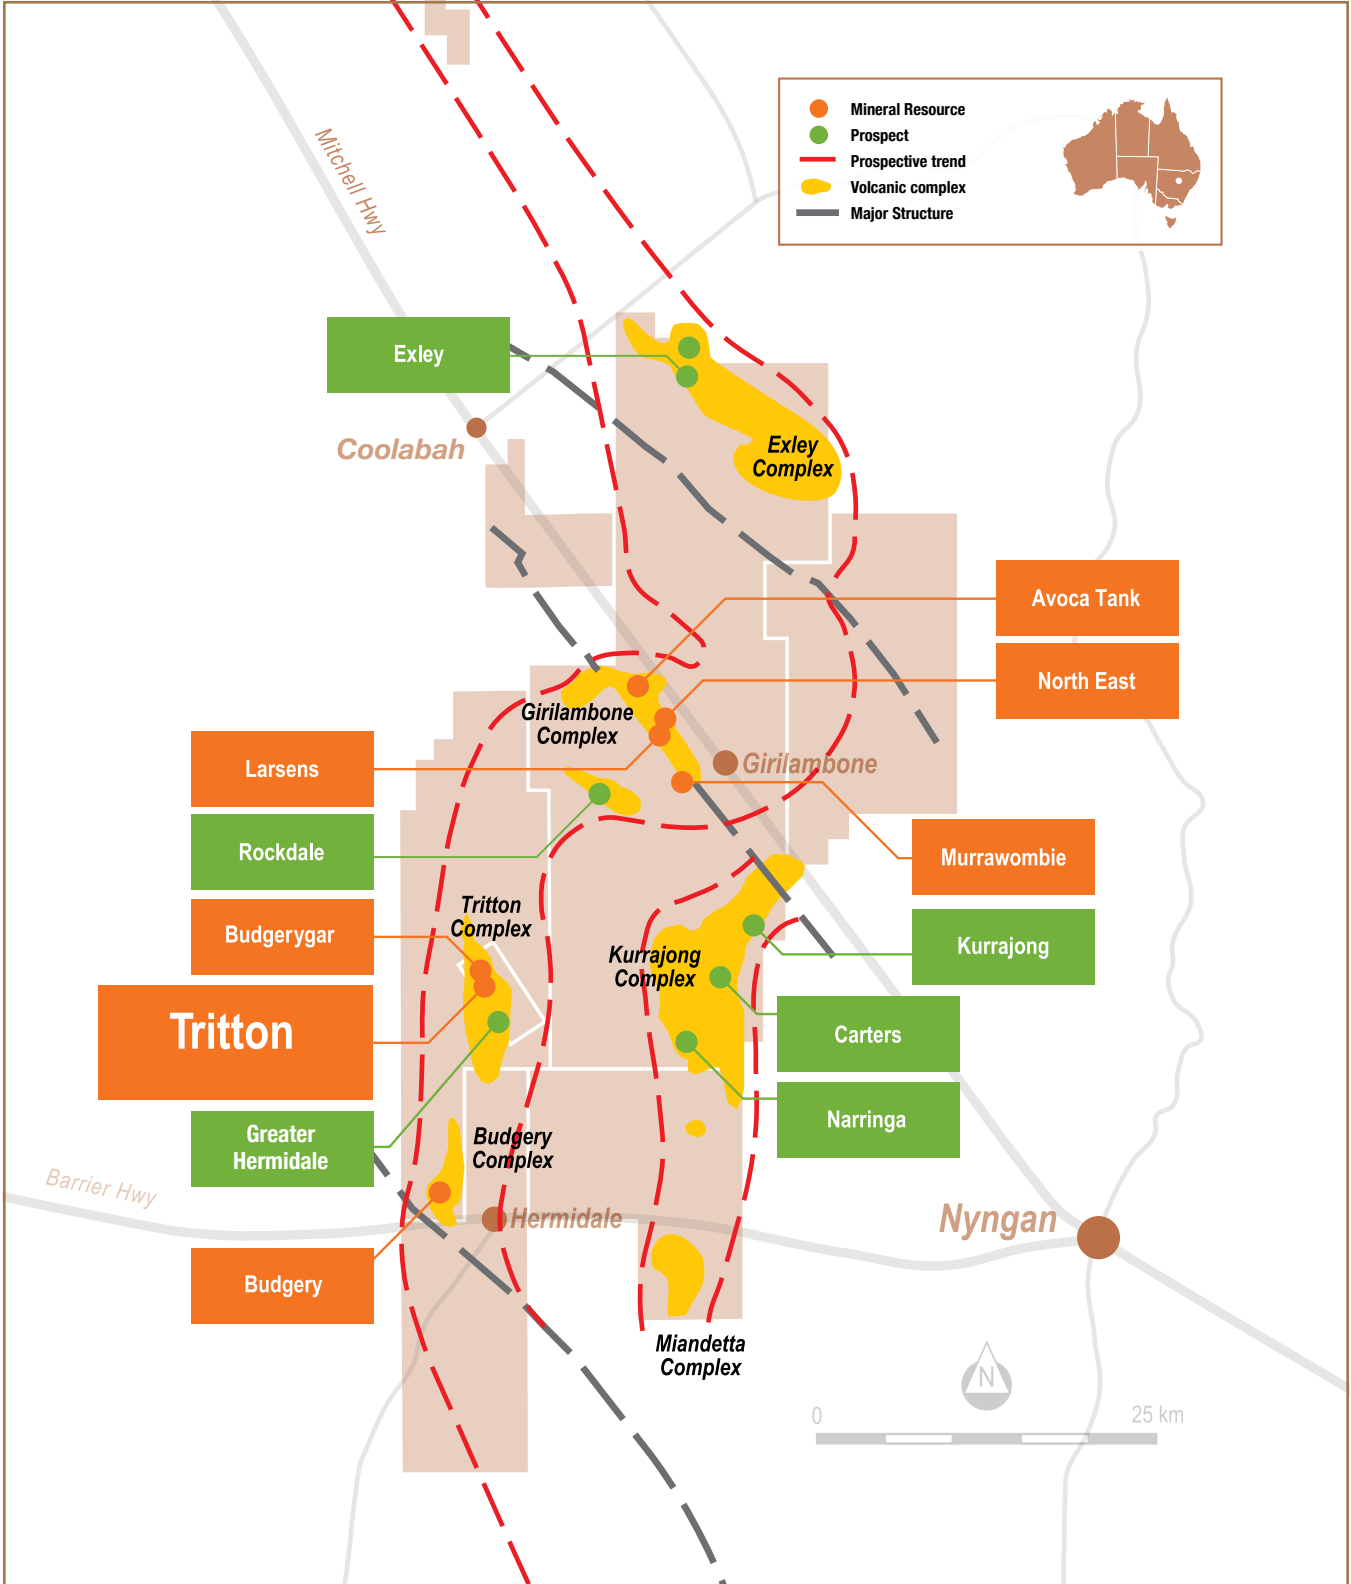 Mineral Resource
Prospect
Prospective trend
Volcanic complex
Major Structure
Mitchell Hwy
Exley
Coolabah
Exley
Complex
Avoca Tank
North East
Girilambone
Complex
Girilambone
Larsens
Rockdale
Murrawombie
Budgerygar
Tritton
Complex
Kurrajong
Kurrajong
Complex
Tritton
Carters
Narringa
Greater
Hermidale
Budgery
Complex
Barrier Hwy
Hermidale
Nyngan
Budgery
Miandetta
Complex
N
0
25 km